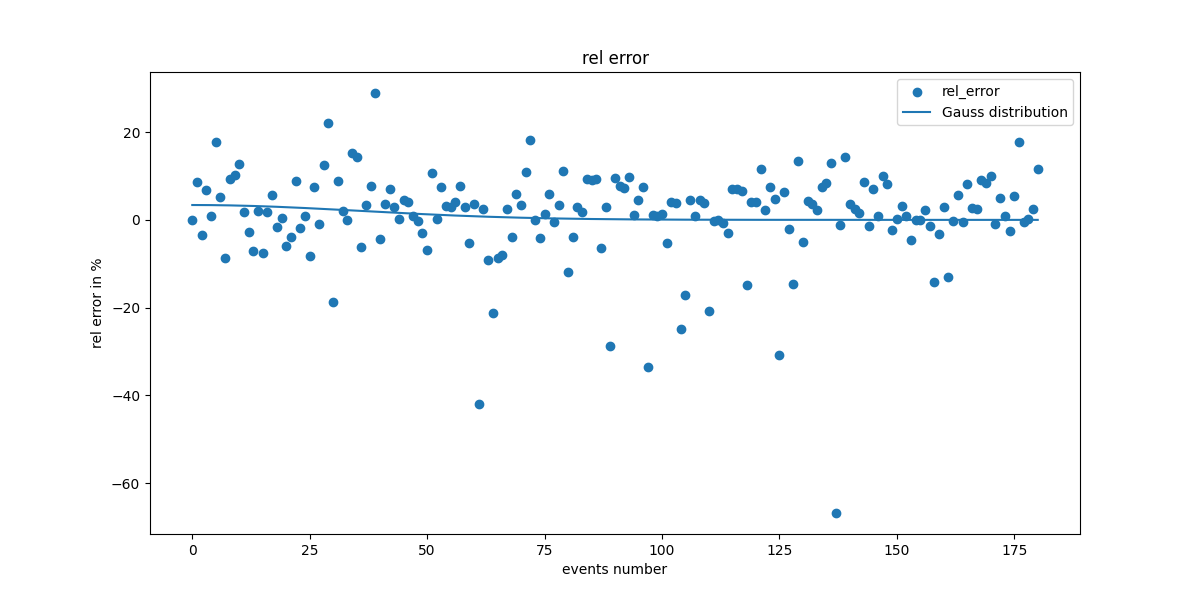 rel error
rel_error
Gauss distribution
rel error in %
20
0
−20
−40
−60
0
25
50
75
100
125
150
175
events number